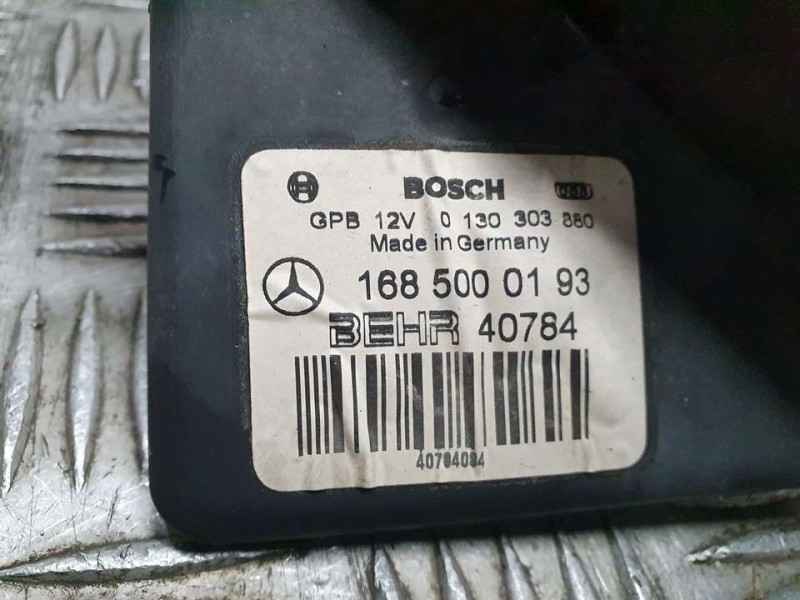 BOSCH
GPB 12V 0 130 303 880
Made in Germany
168 500 01 93
BEHR 40784
40784084